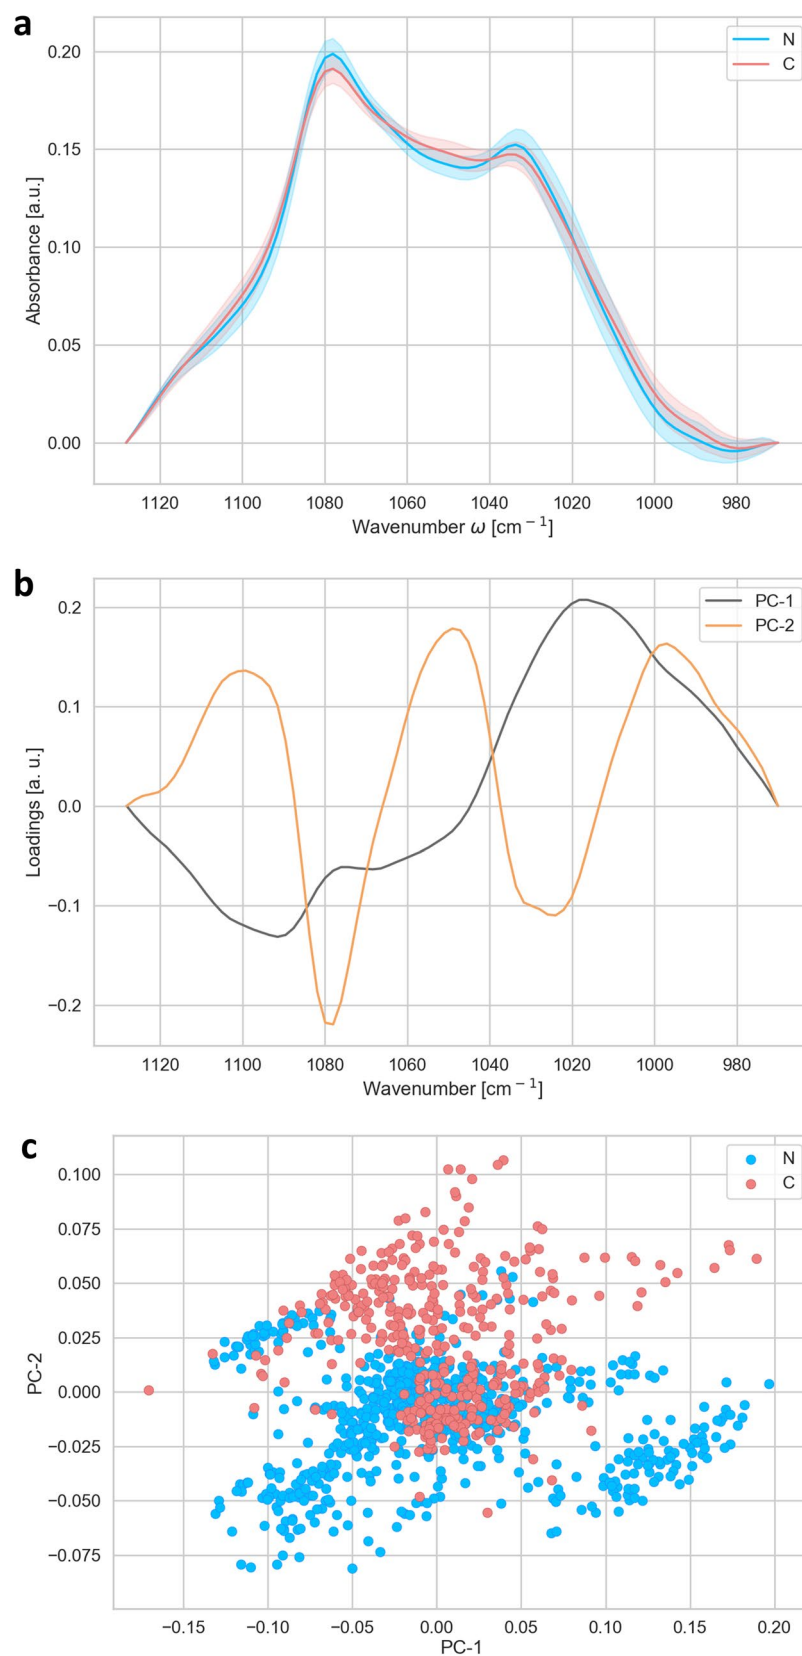 a
N
C
0.20
0.15
0.10
0.05
0.00
Absorbance [a.u.]
1120 1100 1080 1060 1040 1020 1000 980
Wavenumber ω [cm⁻¹]
b
PC-1
PC-2
0.2
0.1
0.0
−0.1
−0.2
Loadings [a. u.]
1120 1100 1080 1060 1040 1020 1000 980
Wavenumber [cm⁻¹]
c
N
C
0.100
0.075
0.050
0.025
0.000
−0.025
−0.050
−0.075
PC-2
−0.15 −0.10 −0.05 0.00 0.05 0.10 0.15 0.20
PC-1